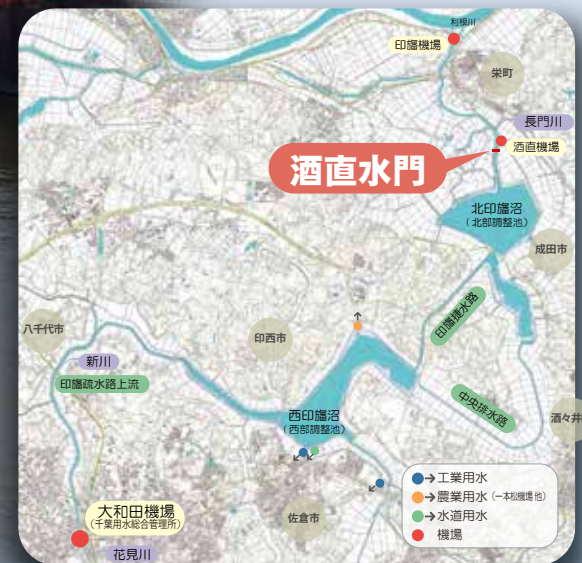 利根川
印旛機場
栄町
長門川
酒直機場
酒直水門
北印旛沼
(北部調整池)
成田市
印旛捷水路
八千代市
印西市
新川
印旛疏水路上流
中央排水路
西印旛沼
(西部調整池)
酒々井
→工業用水
→農業用水(一本松機場他)
→水道用水
機場
大和田機場
(千葉用水総合管理所)
佐倉市
花見川